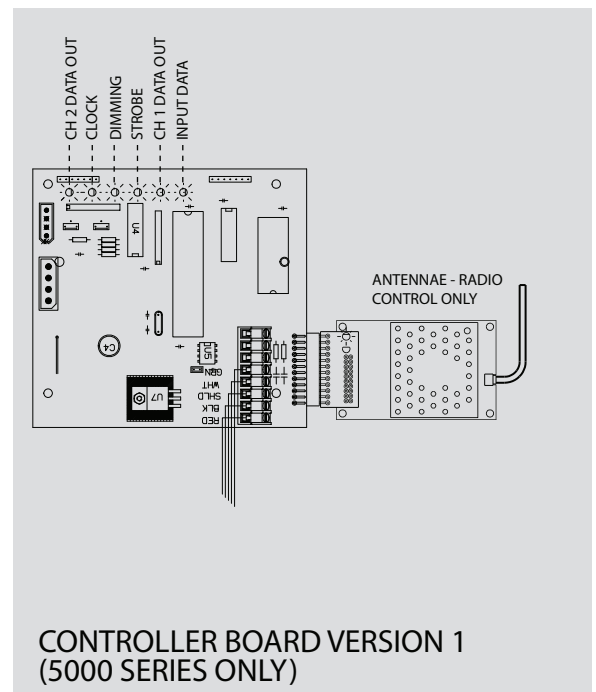 CH 2 DATA OUT
CLOCK
DIMMING
STROBE
CH 1 DATA OUT
INPUT DATA
ANTENNAE - RADIO
CONTROL ONLY
U4
C4
U5
U7
GRN
WHT
SHLD
BLK
RED
CONTROLLER BOARD VERSION 1
(5000 SERIES ONLY)